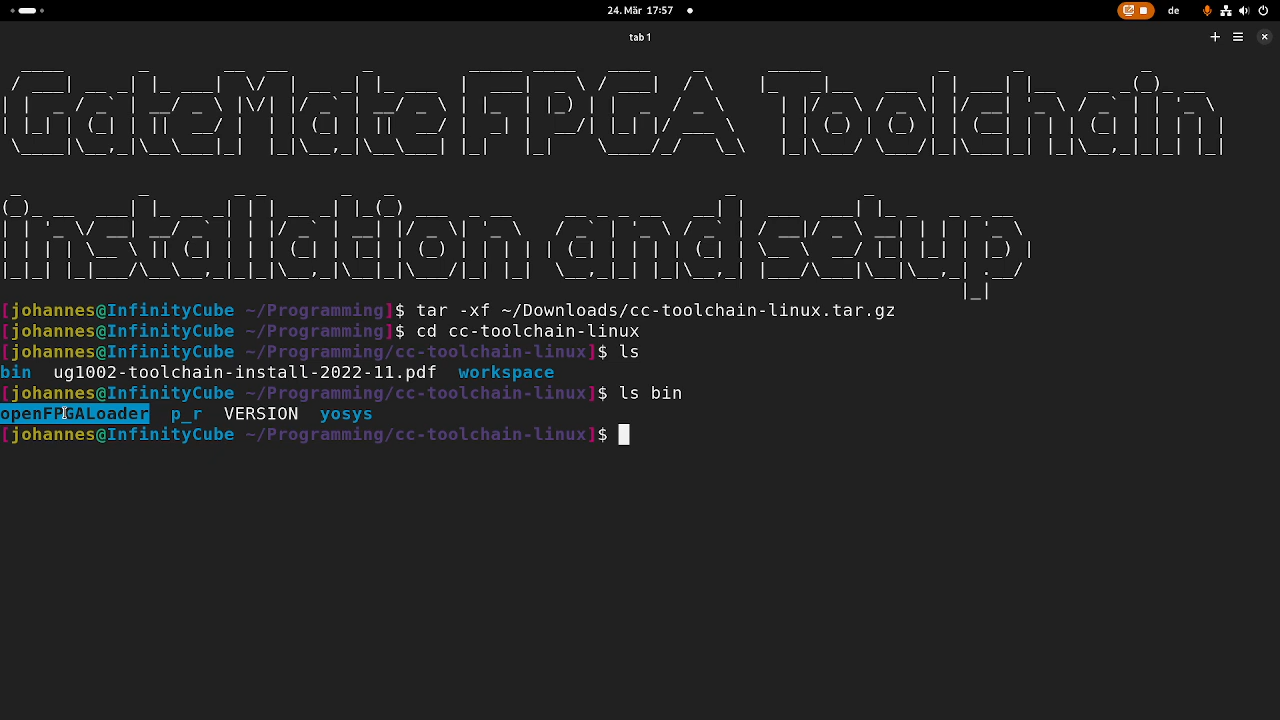 24. Mär 17:57
de
tab 1
GateMate FPGA Toolchain
installation and setup
[johannes@InfinityCube ~/Programming]$ tar -xf ~/Downloads/cc-toolchain-linux.tar.gz
[johannes@InfinityCube ~/Programming]$ cd cc-toolchain-linux
[johannes@InfinityCube ~/Programming/cc-toolchain-linux]$ ls
bin ug1002-toolchain-install-2022-11.pdf workspace
[johannes@InfinityCube ~/Programming/cc-toolchain-linux]$ ls bin
openFPGALoader p_r VERSION yosys
[johannes@InfinityCube ~/Programming/cc-toolchain-linux]$